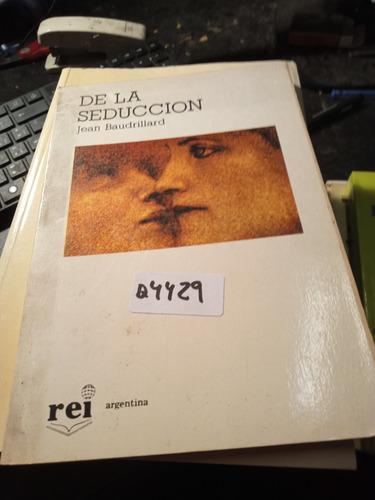 DE LA
SEDUCCION
Jean Baudrillard
Q4429
rei
argentina